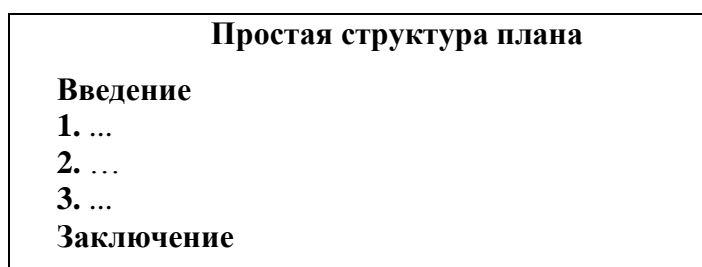 Простая структура плана
Введение
1. ...
2. …
3. ...
Заключение